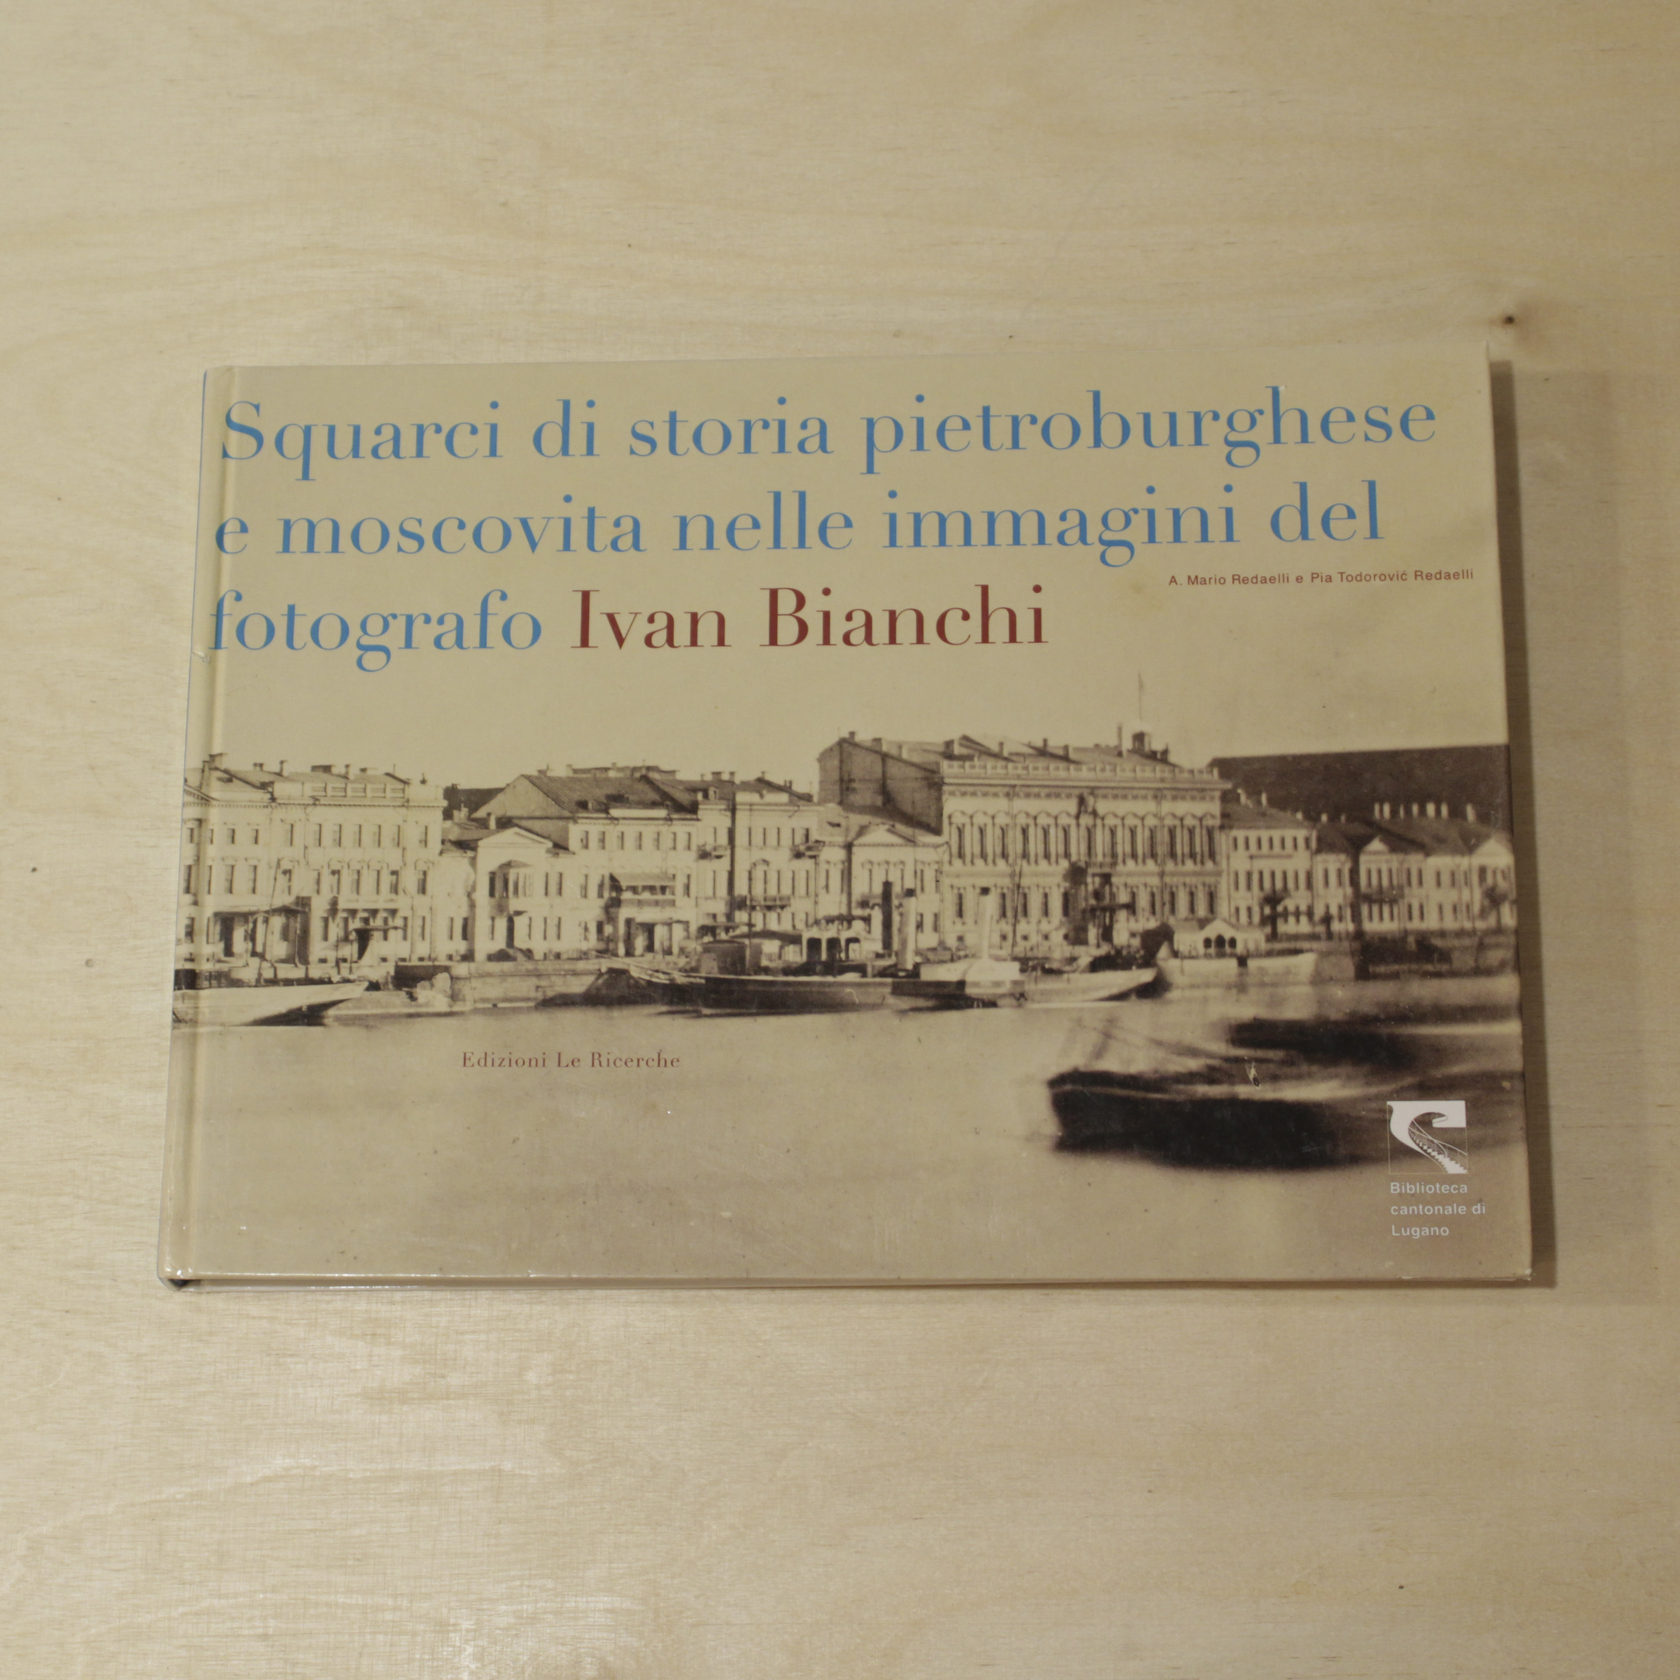 Squarci di storia pietroburghese
e moscovita nelle immagini del
fotografo Ivan Bianchi
A. Mario Redaelli e Pia Todorović Redaelli
Edizioni Le Ricerche
Biblioteca
cantonale di
Lugano